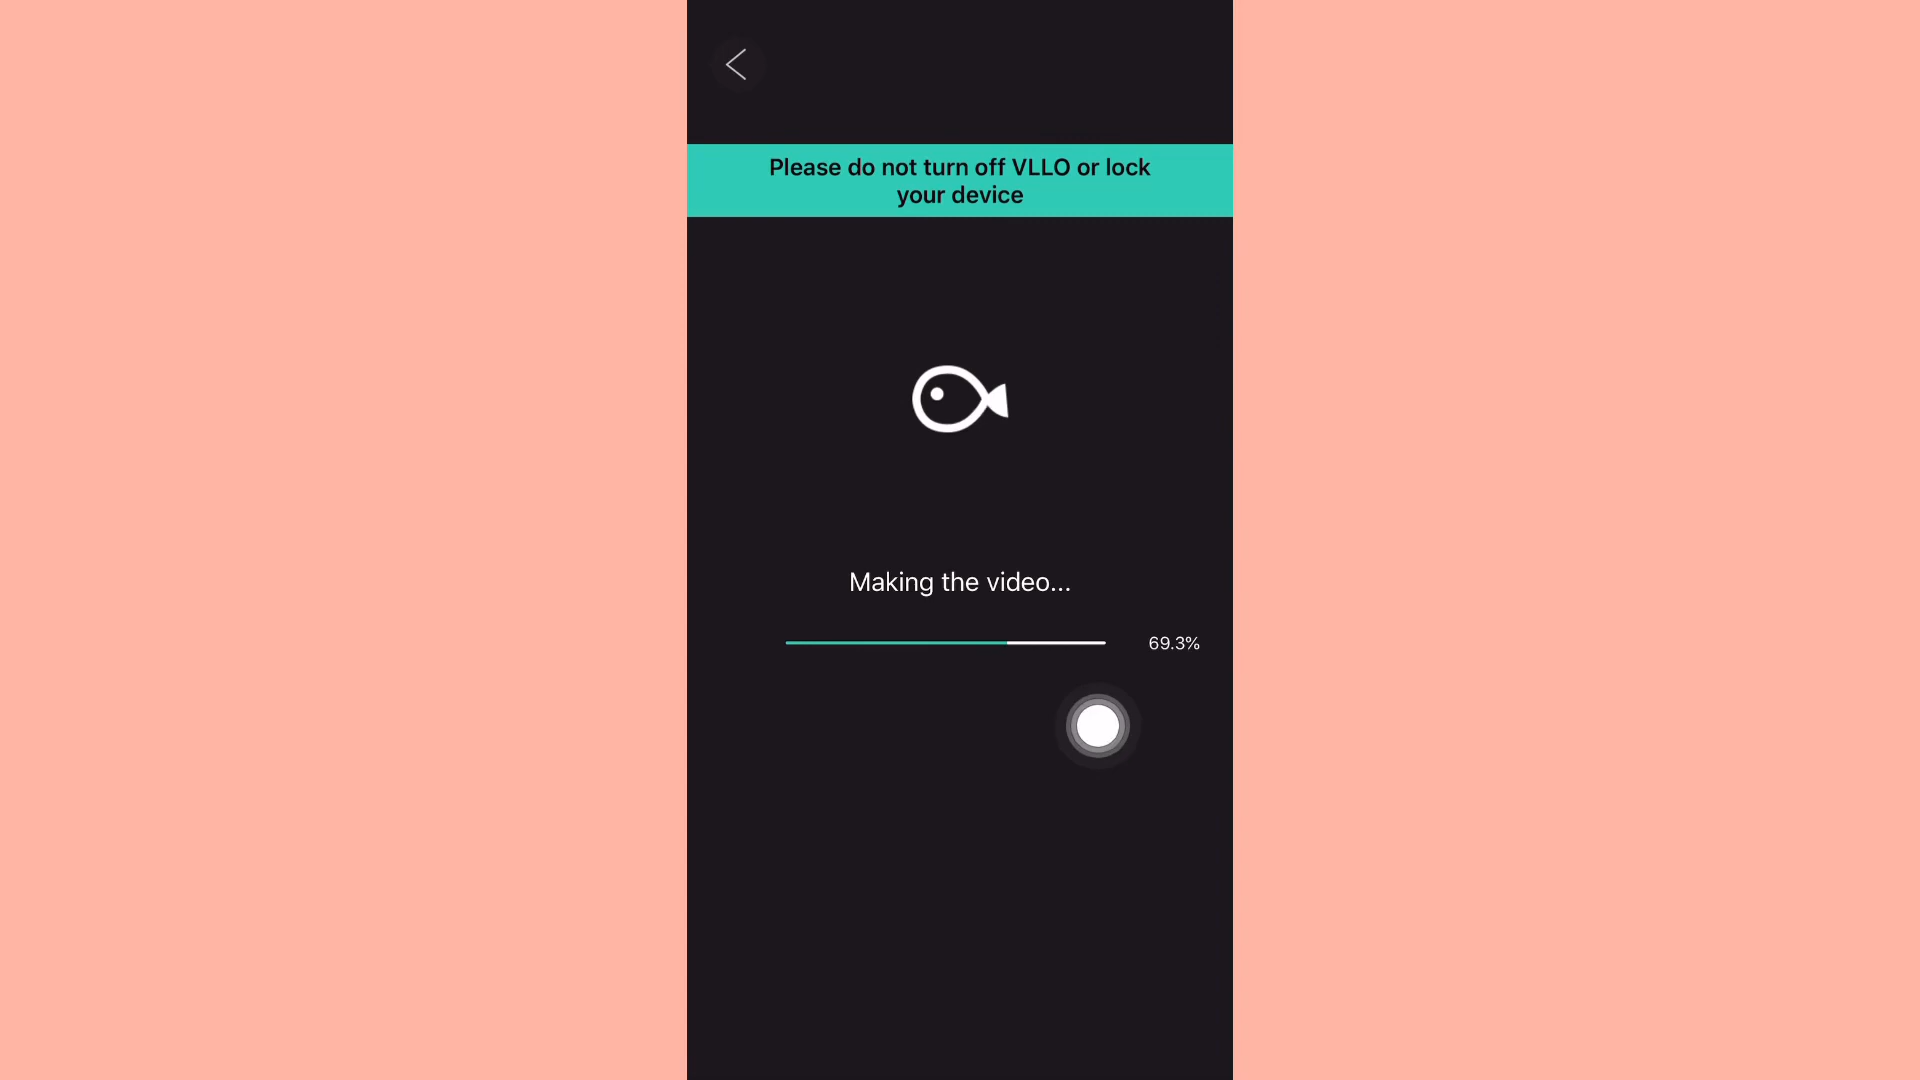 Please do not turn off VLLO or lock
your device
Making the video...
69.3%